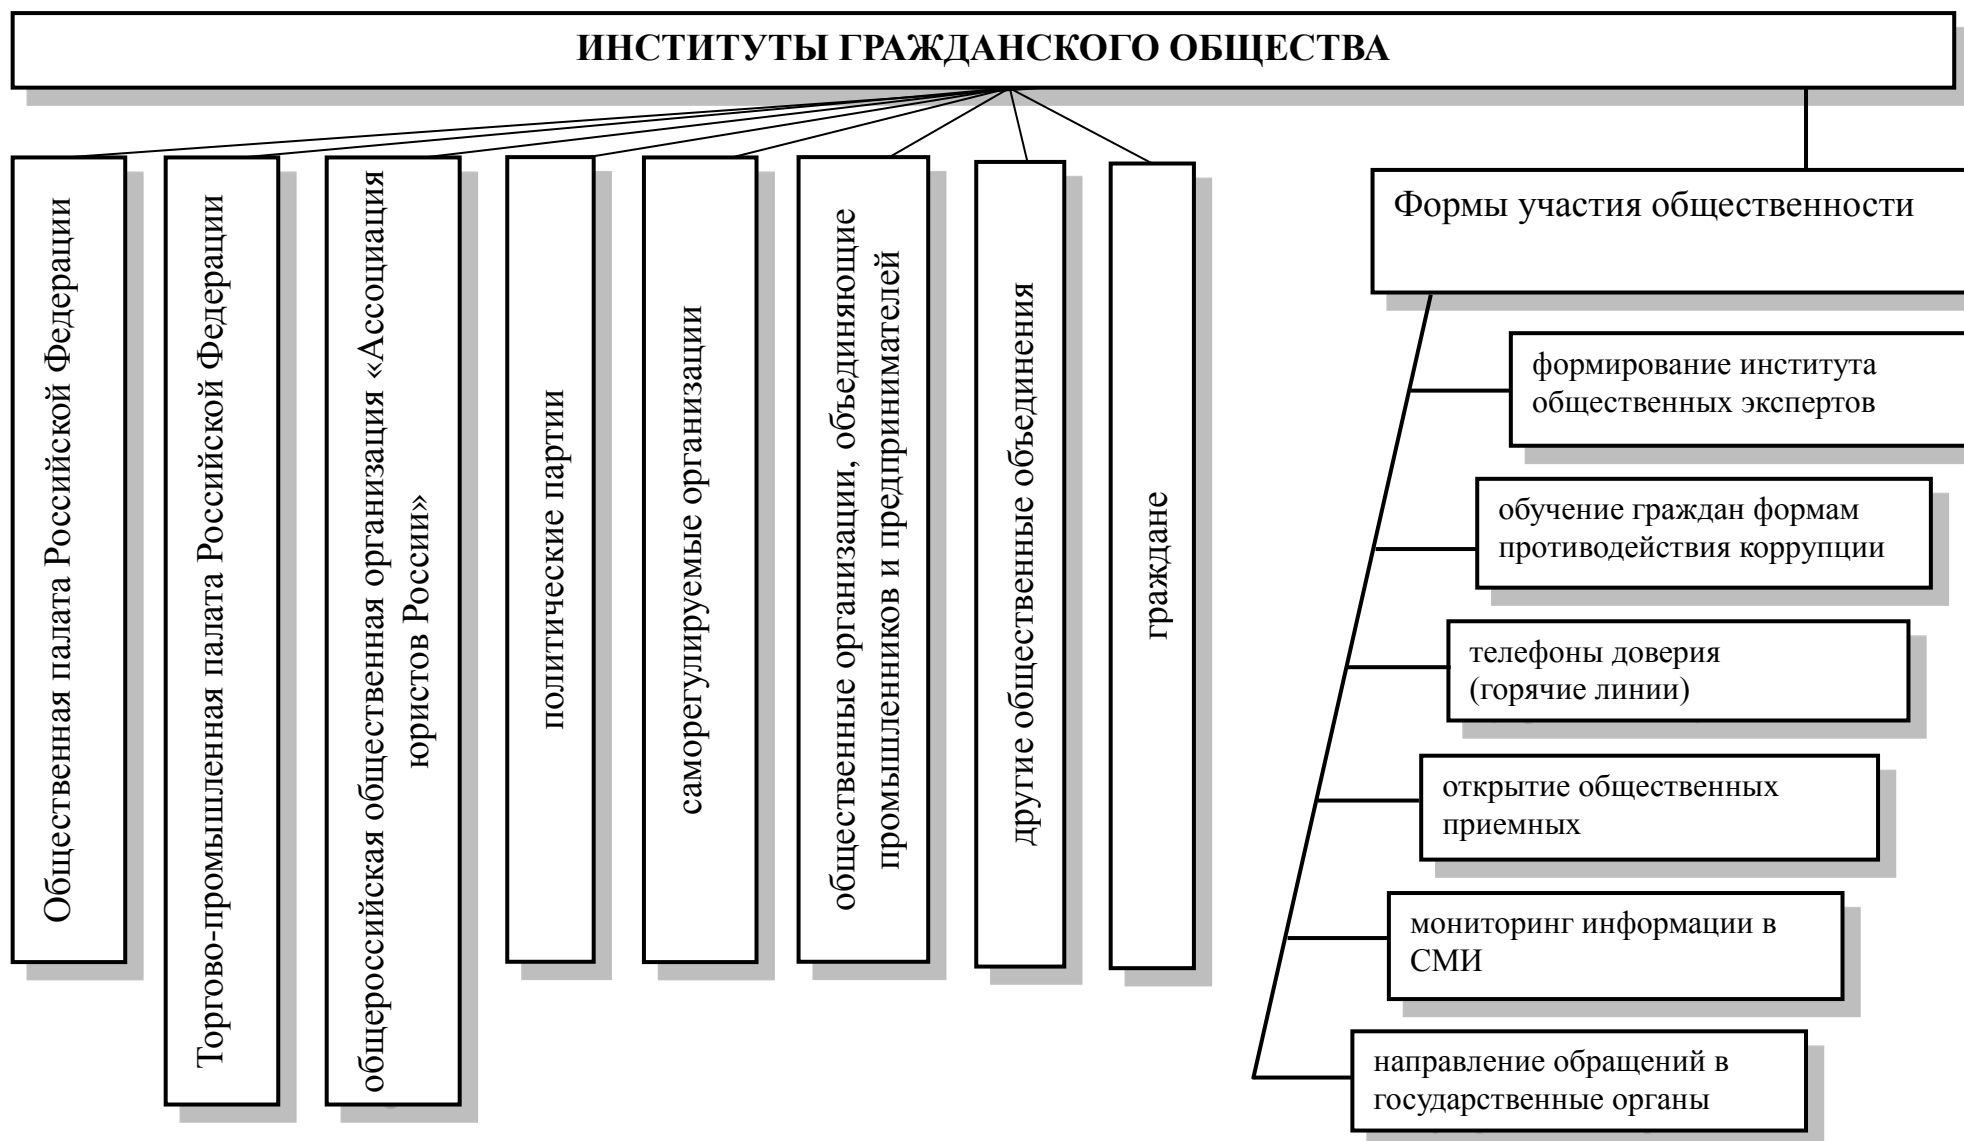 ИНСТИТУТЫ ГРАЖДАНСКОГО ОБЩЕСТВА
Общественная палата Российской Федерации
Торгово-промышленная палата Российской Федерации
общероссийская общественная организация «Ассоциация
юристов России»
политические партии
саморегулируемые организации
общественные организации, объединяющие
промышленников и предпринимателей
другие общественные объединения
граждане
Формы участия общественности
формирование института
общественных экспертов
обучение граждан формам
противодействия коррупции
телефоны доверия
(горячие линии)
открытие общественных
приемных
мониторинг информации в
СМИ
направление обращений в
государственные органы